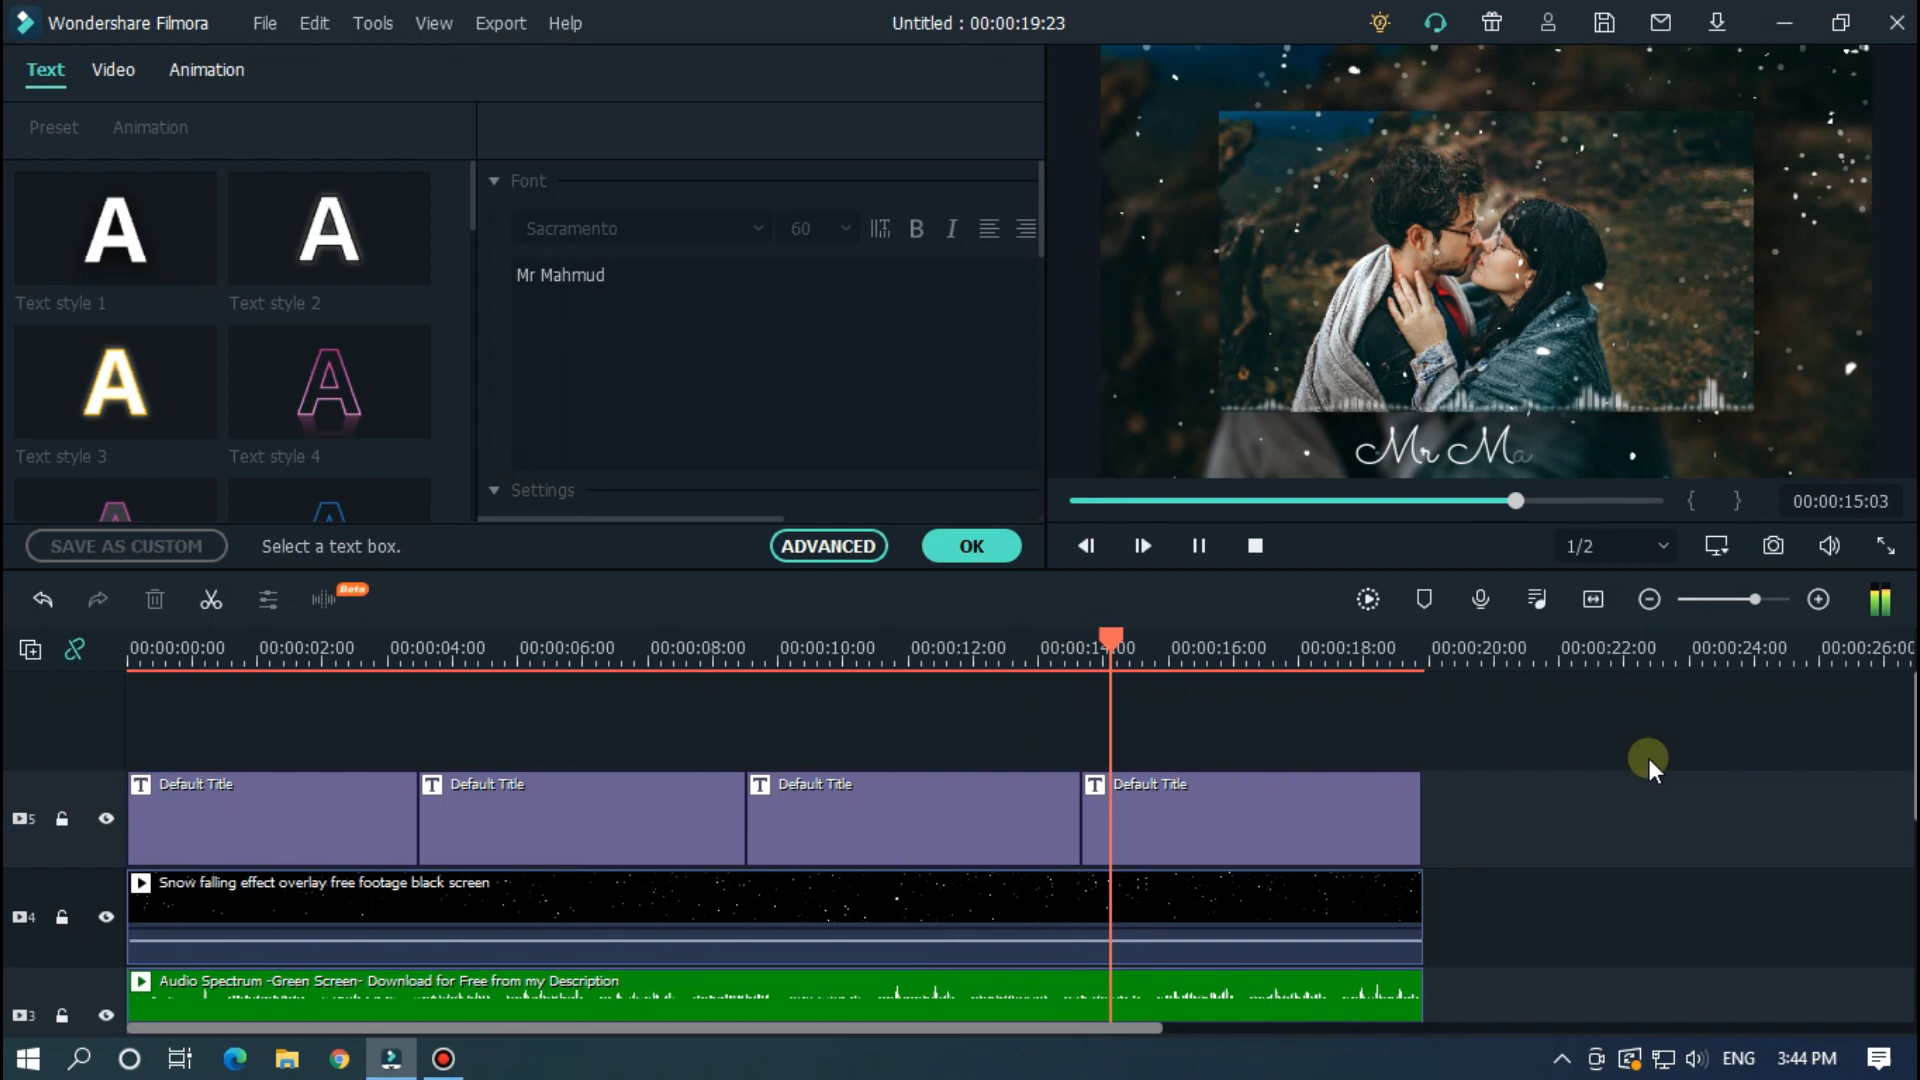 Wondershare Filmora File Edit Tools View Export Help Untitled : 00:00:19:23
Text Video Animation
Preset Animation
Font
Sacramento 60 B I
A A
Mr Mahmud
Text style 1 Text style 2
A A
Mr Ma
Text style 3 Text style 4
Settings
{ } 00:00:15:03
SAVE AS CUSTOM Select a text box. ADVANCED OK 1/2
Beta
00:00:00:00 00:00:02:00 00:00:04:00 00:00:06:00 00:00:08:00 00:00:10:00 00:00:12:00 00:00:14:00 00:00:16:00 00:00:18:00 00:00:20:00 00:00:22:00 00:00:24:00 00:00:26:00
T Default Title T Default Title T Default Title T Default Title
5
Snow falling effect overlay free footage black screen
4
Audio Spectrum -Green Screen- Download for Free from my Description
3
ENG 3:44 PM